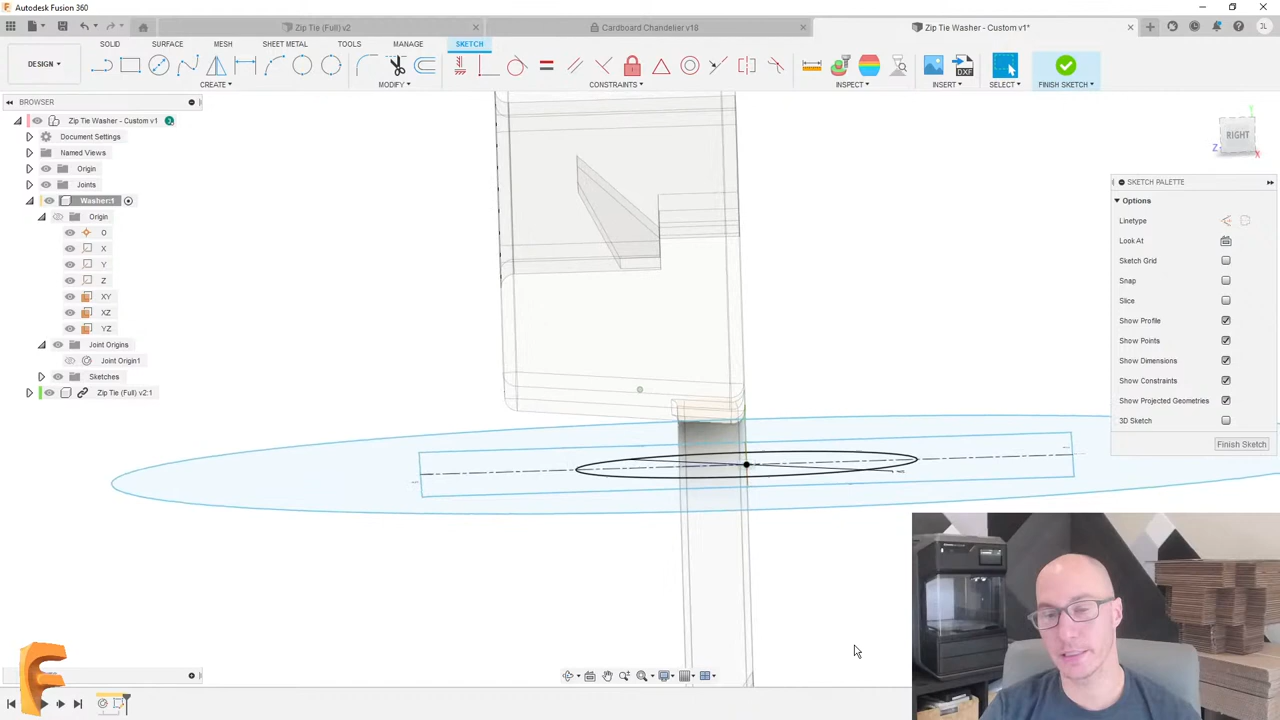 Autodesk Fusion 360
Zip Tie (Full) v2
Cardboard Chandelier v16
Zip Tie Washer - Custom v1*
SOLID SURFACE MESH SHEET METAL TOOLS MANAGE SKETCH
DESIGN
CREATE MODIFY CONSTRAINTS INSPECT INSERT SELECT FINISH SKETCH
BROWSER
Zip Tie Washer - Custom v1
Document Settings
Named Views
Origin
Joints
Washer:1
Origin
O
X
Y
Z
XY
XZ
YZ
Joint Origins
Joint Origin1
Sketches
Zip Tie (Full) v2:1
Y
RIGHT
Z
X
SKETCH PALETTE
Options
Linetype
Look At
Sketch Grid
Snap
Slice
Show Profile
Show Points
Show Dimensions
Show Constraints
Show Projected Geometries
3D Sketch
Finish Sketch
DXF
JL
F